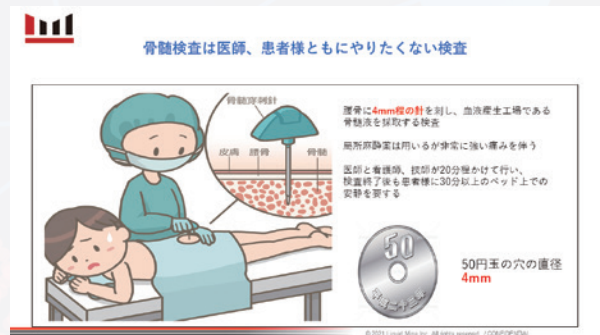 骨髄検査は医師、患者様ともにやりたくない検査
骨髄穿刺針
皮膚
腰骨
骨髄
腰骨に4mm程の針を刺し、血液産生工場である
骨髄液を採取する検査
局所麻酔薬は用いるが非常に強い痛みを伴う
医師と看護師、技師が20分程かけて行い、
検査終了後も患者様に30分以上のベッド上での
安静を要する
50
50円玉の穴の直径
4mm
Inc. All rights reserved. / CONFIDENTIAL